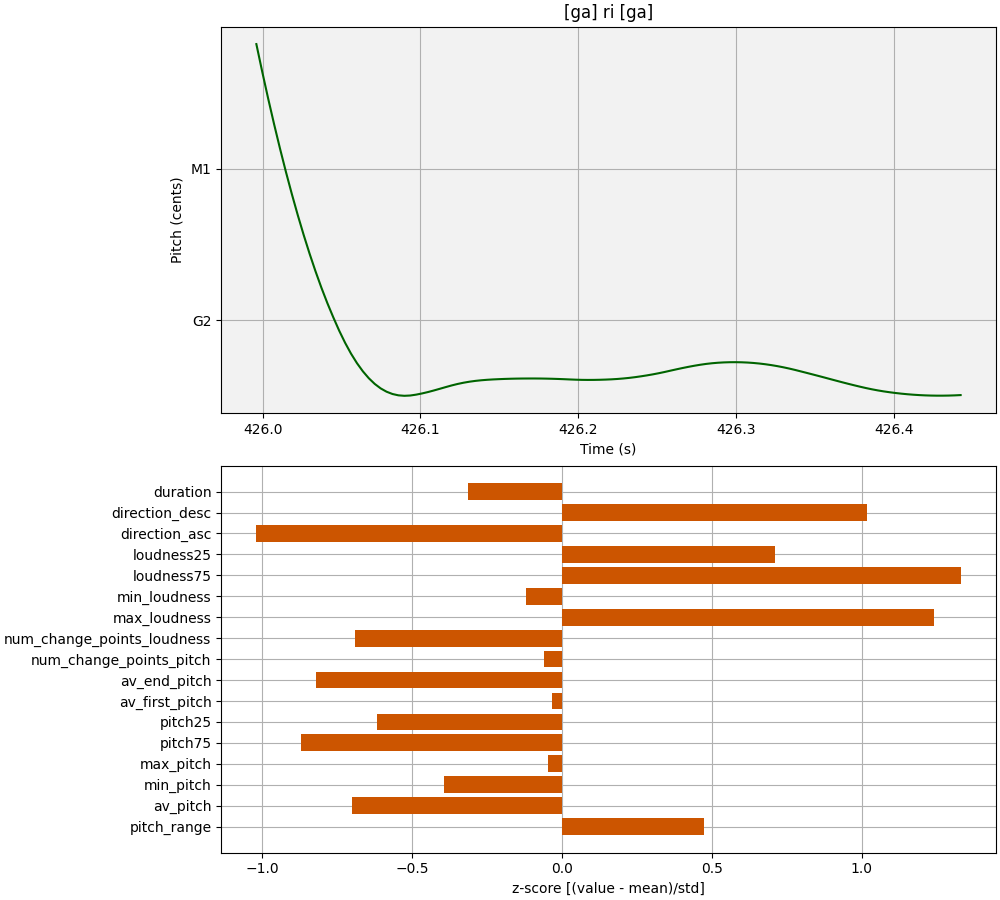 [ga] ri [ga]
Pitch (cents)
M1
G2
426.0 426.1 426.2 426.3 426.4
Time (s)
duration
direction_desc
direction_asc
loudness25
loudness75
min_loudness
max_loudness
num_change_points_loudness
num_change_points_pitch
av_end_pitch
av_first_pitch
pitch25
pitch75
max_pitch
min_pitch
av_pitch
pitch_range
−1.0 −0.5 0.0 0.5 1.0
z-score [(value - mean)/std]